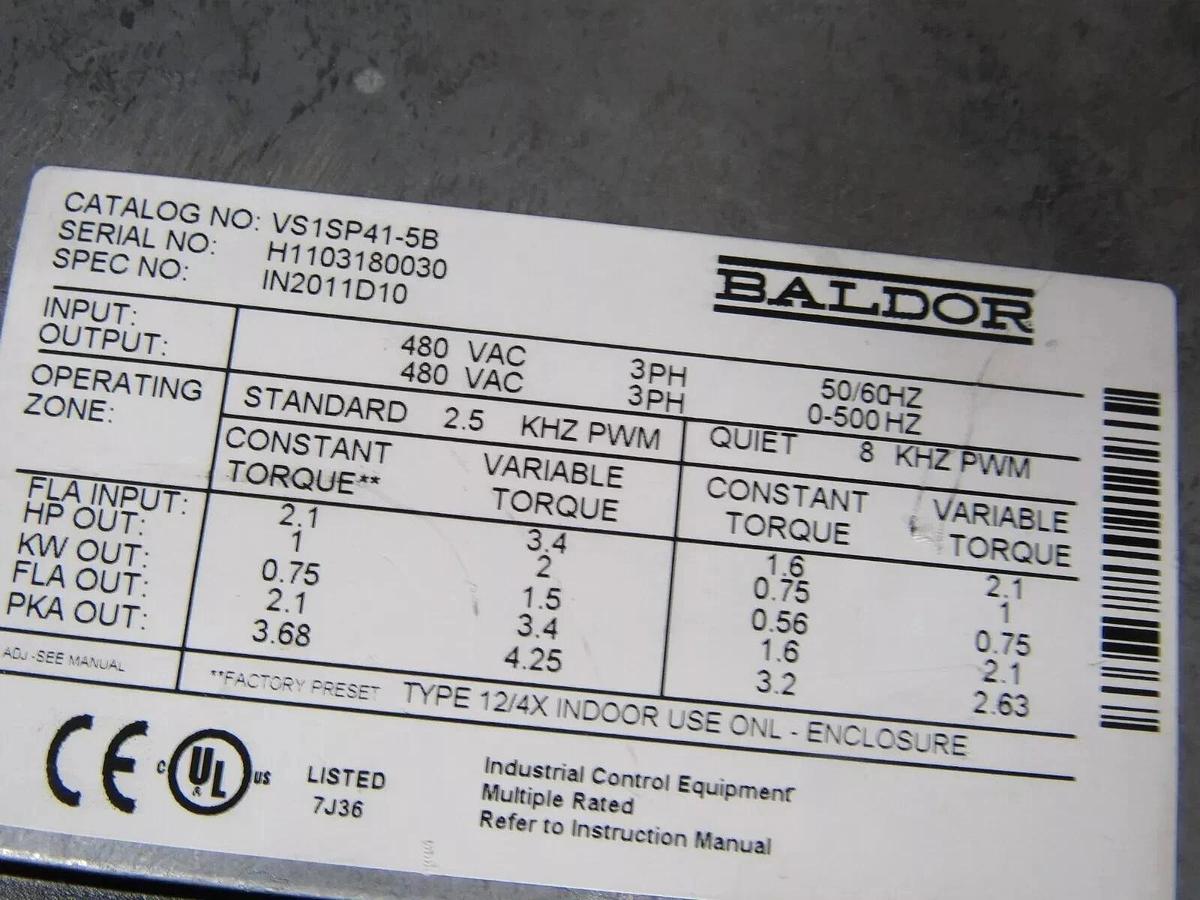 CATALOG NO: VS1SP41-5B
SERIAL NO: H1103180030
SPEC NO: IN2011D10
BALDOR
INPUT: 480 VAC 3PH 50/60HZ
OUTPUT: 480 VAC 3PH 0-500HZ
OPERATING ZONE: STANDARD 2.5 KHZ PWM QUIET 8 KHZ PWM
CONSTANT TORQUE** VARIABLE TORQUE CONSTANT TORQUE VARIABLE TORQUE
FLA INPUT: 2.1 3.4 1.6 2.1
HP OUT: 1 2 0.75 1
KW OUT: 0.75 1.5 0.56 0.75
FLA OUT: 2.1 3.4 1.6 2.1
PKA OUT: 3.68 4.25 3.2 2.63
ADJ-SEE MANUAL **FACTORY PRESET TYPE 12/4X INDOOR USE ONL - ENCLOSURE
CE c UL us LISTED
7J36
Industrial Control Equipment
Multiple Rated
Refer to Instruction Manual